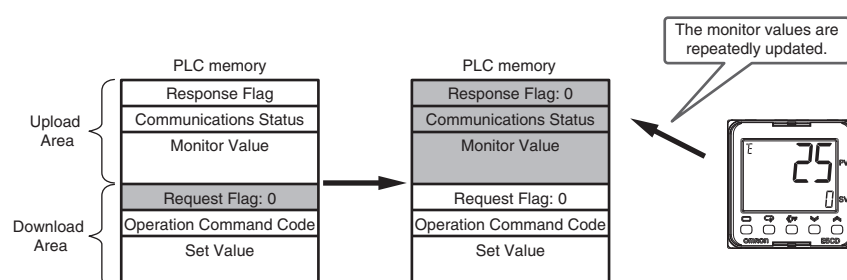 The monitor values are
repeatedly updated.
PLC memory
PLC memory
Upload
Area
Response Flag
Communications Status
Monitor Value
Response Flag: 0
Communications Status
Monitor Value
Download
Area
Request Flag: 0
Operation Command Code
Set Value
Request Flag: 0
Operation Command Code
Set Value
E
25
PV
0
SV
omron
E5CD